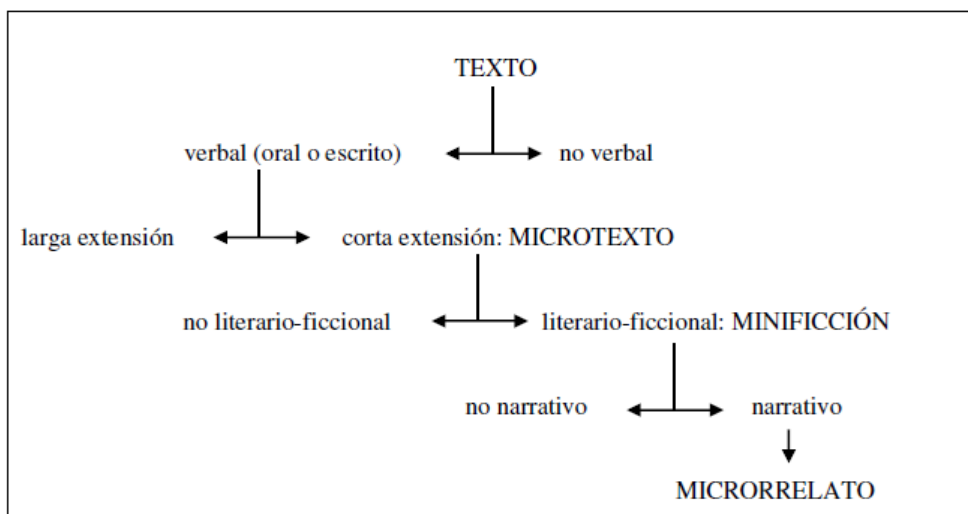 TEXTO
verbal (oral o escrito) no verbal
larga extensión corta extensión: MICROTEXTO
no literario-ficcional literario-ficcional: MINIFICCIÓN
no narrativo narrativo
MICRORRELATO